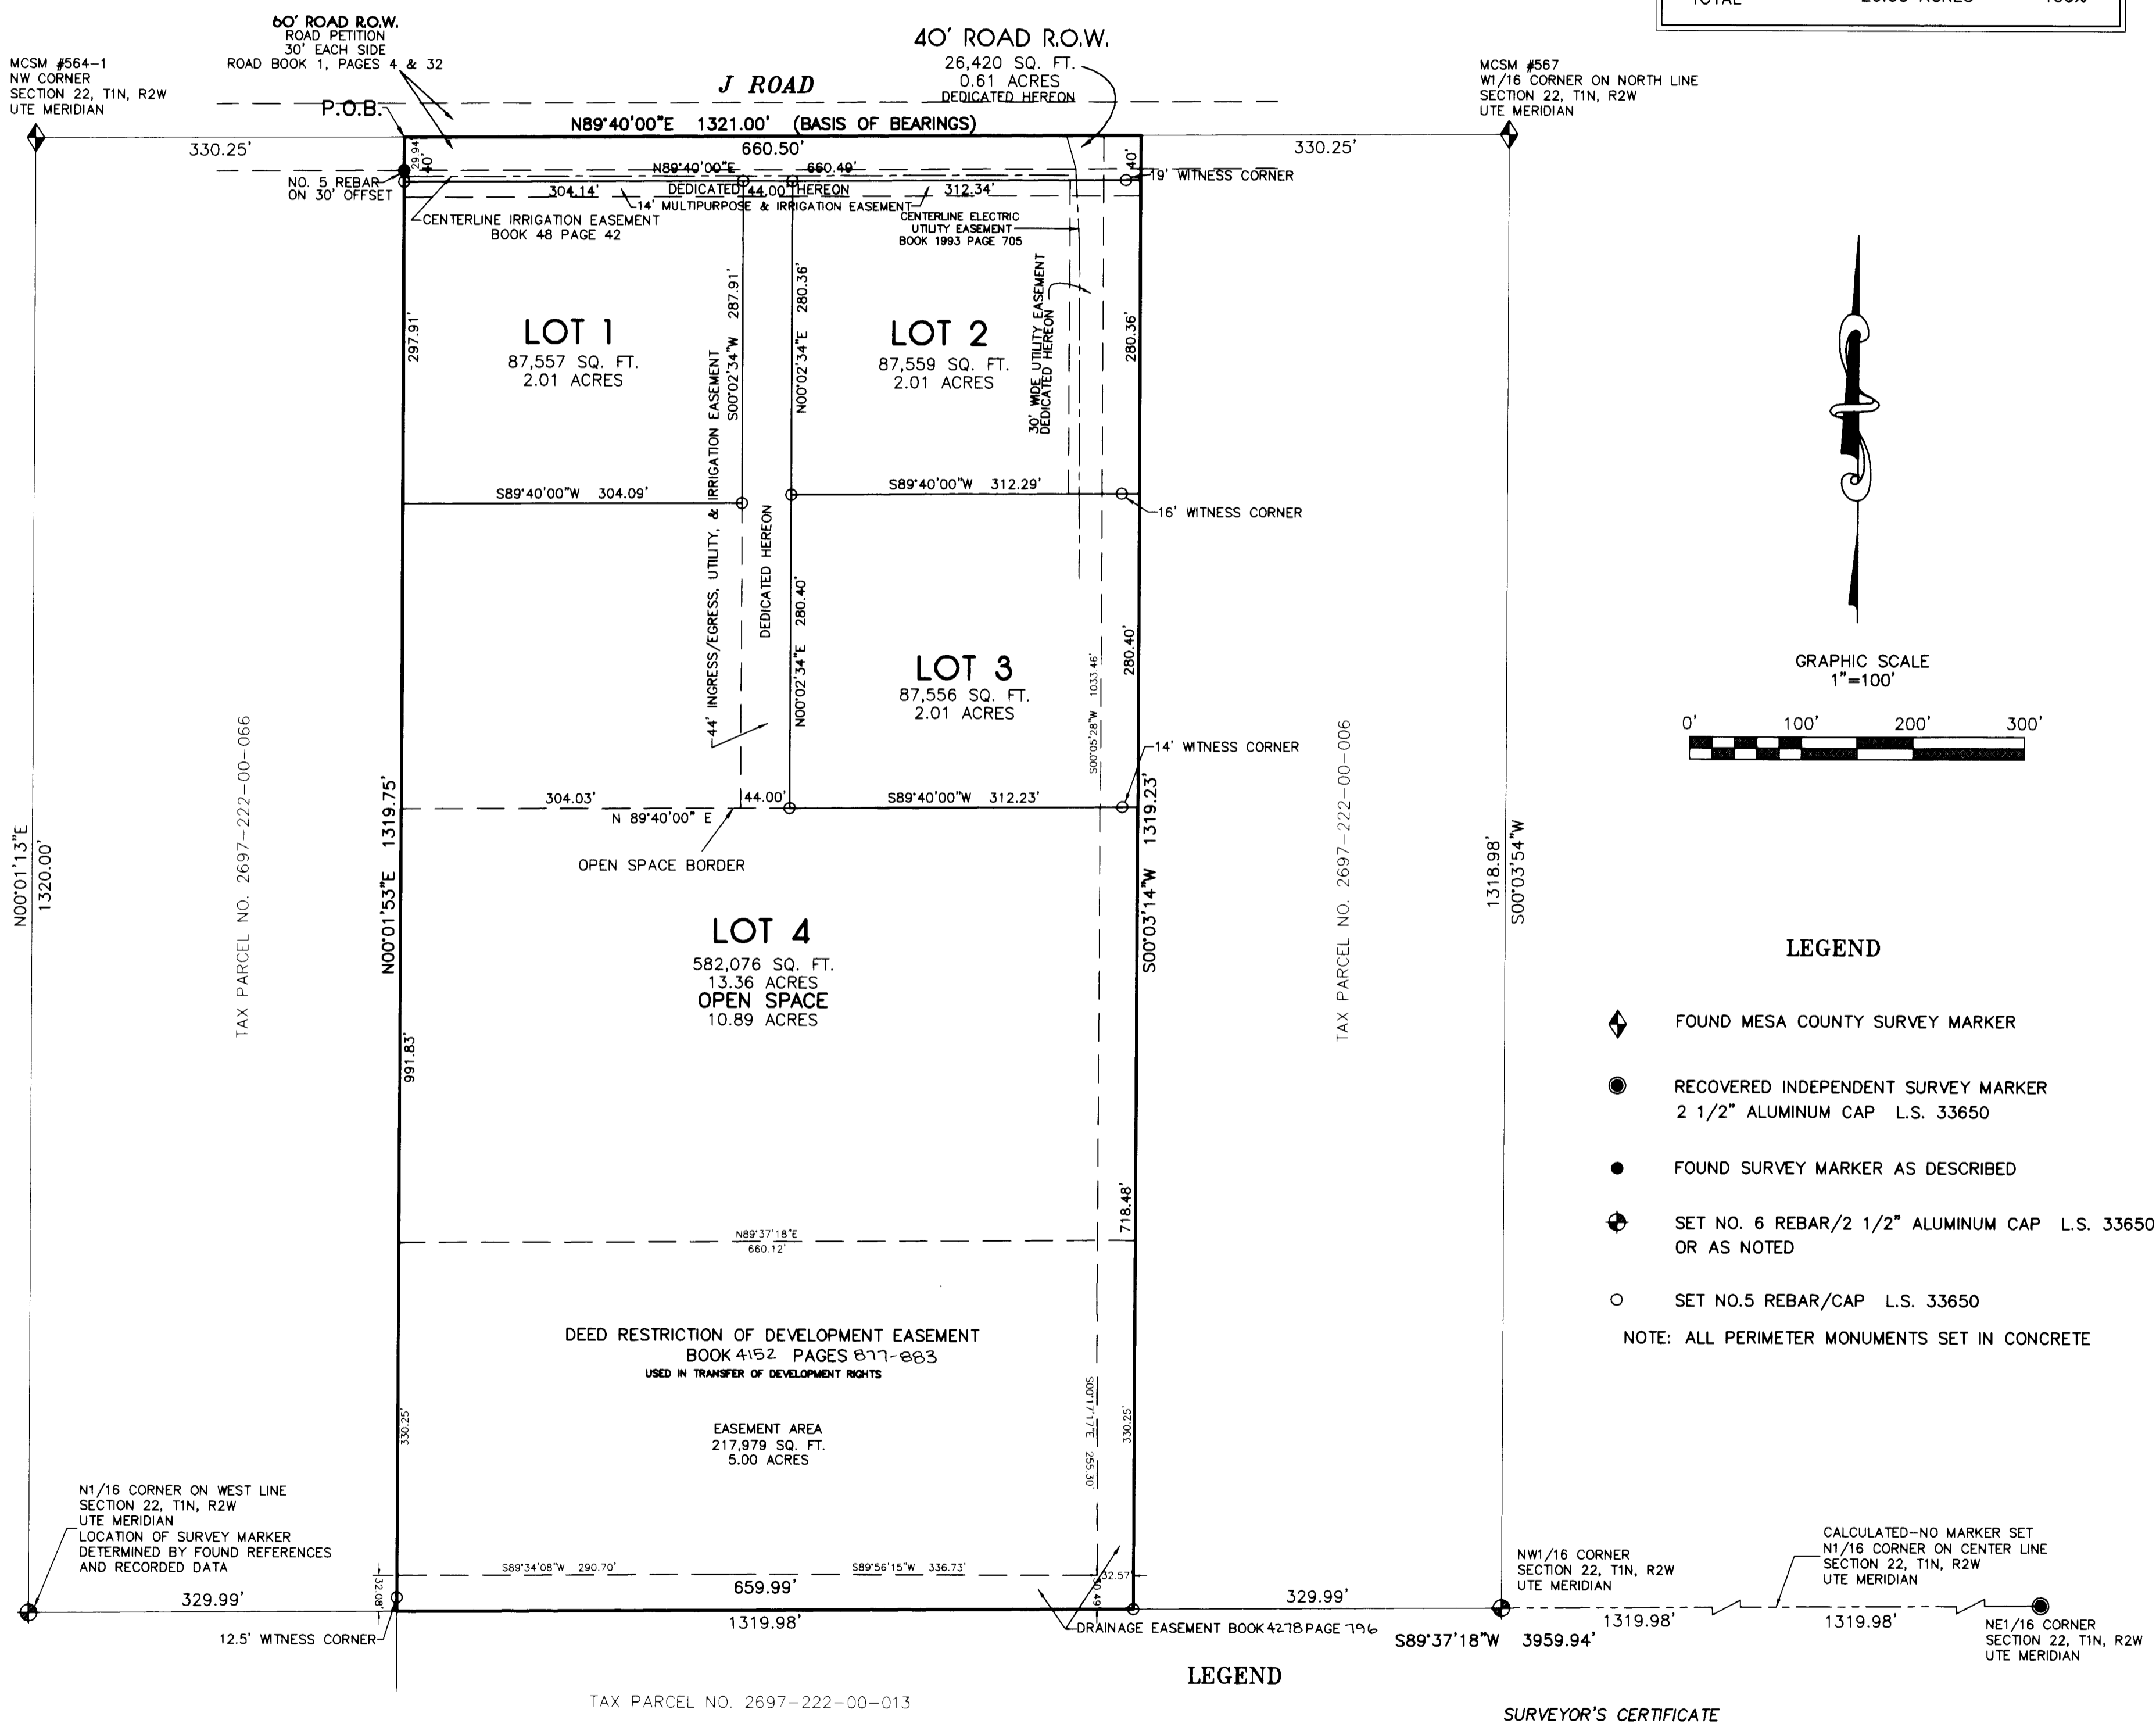 60' ROAD R.O.W.
ROAD PETITION
30' EACH SIDE
ROAD BOOK 1, PAGES 4 & 32
MCSM #564-1
NW CORNER
SECTION 22, T1N, R2W
UTE MERIDIAN
P.O.B.
J ROAD
40' ROAD R.O.W.
26,420 SQ. FT.
0.61 ACRES
DEDICATED HEREON
MCSM #567
W1/16 CORNER ON NORTH LINE
SECTION 22, T1N, R2W
UTE MERIDIAN
N89°40'00"E 1321.00' (BASIS OF BEARINGS)
330.25'
660.50'
330.25'
29.94'
40'
40'
N89°40'00"E 660.49'
NO. 5 REBAR
ON 30' OFFSET
304.14'
DEDICATED 44.00' HEREON
312.34'
19' WITNESS CORNER
14' MULTIPURPOSE & IRRIGATION EASEMENT
CENTERLINE IRRIGATION EASEMENT
BOOK 48 PAGE 42
CENTERLINE ELECTRIC
UTILITY EASEMENT
BOOK 1993 PAGE 705
30' WIDE UTILITY EASEMENT
DEDICATED HEREON
297.91'
LOT 1
87,557 SQ. FT.
2.01 ACRES
S00°02'34"W 287.91'
N00°02'34"E 280.36'
LOT 2
87,559 SQ. FT.
2.01 ACRES
280.36'
S89°40'00"W 304.09'
S89°40'00"W 312.29'
16' WITNESS CORNER
44' INGRESS/EGRESS, UTILITY, & IRRIGATION EASEMENT
DEDICATED HEREON
N00°02'34"E 280.40'
LOT 3
87,556 SQ. FT.
2.01 ACRES
S00°05'28"W 1033.46'
280.40'
14' WITNESS CORNER
304.03'
44.00'
S89°40'00"W 312.23'
N 89°40'00" E
OPEN SPACE BORDER
N00°01'13"E
1320.00'
TAX PARCEL NO. 2697-222-00-066
N00°01'53"E 1319.75'
S00°03'14"W 1319.23'
TAX PARCEL NO. 2697-222-00-006
1318.98'
S00°03'54"W
LOT 4
582,076 SQ. FT.
13.36 ACRES
OPEN SPACE
10.89 ACRES
991.83'
718.48'
N89°37'18"E
660.12'
DEED RESTRICTION OF DEVELOPMENT EASEMENT
BOOK 4152 PAGES 877-883
USED IN TRANSFER OF DEVELOPMENT RIGHTS
EASEMENT AREA
217,979 SQ. FT.
5.00 ACRES
330.25'
S00°17'17"E 255.30'
330.25'
N1/16 CORNER ON WEST LINE
SECTION 22, T1N, R2W
UTE MERIDIAN
LOCATION OF SURVEY MARKER
DETERMINED BY FOUND REFERENCES
AND RECORDED DATA
329.99'
32.08'
S89°34'08"W 290.70'
S89°56'15"W 336.73'
32.57'
30.49'
659.99'
1319.98'
12.5' WITNESS CORNER
DRAINAGE EASEMENT BOOK 4278 PAGE 796
329.99'
NW1/16 CORNER
SECTION 22, T1N, R2W
UTE MERIDIAN
S89°37'18"W 3959.94'
CALCULATED-NO MARKER SET
N1/16 CORNER ON CENTER LINE
SECTION 22, T1N, R2W
UTE MERIDIAN
1319.98'
1319.98'
NE1/16 CORNER
SECTION 22, T1N, R2W
UTE MERIDIAN
GRAPHIC SCALE
1"=100'
0' 100' 200' 300'
LEGEND
FOUND MESA COUNTY SURVEY MARKER
RECOVERED INDEPENDENT SURVEY MARKER
2 1/2" ALUMINUM CAP L.S. 33650
FOUND SURVEY MARKER AS DESCRIBED
SET NO. 6 REBAR/2 1/2" ALUMINUM CAP L.S. 33650
OR AS NOTED
SET NO.5 REBAR/CAP L.S. 33650
NOTE: ALL PERIMETER MONUMENTS SET IN CONCRETE
LEGEND
TAX PARCEL NO. 2697-222-00-013
SURVEYOR'S CERTIFICATE